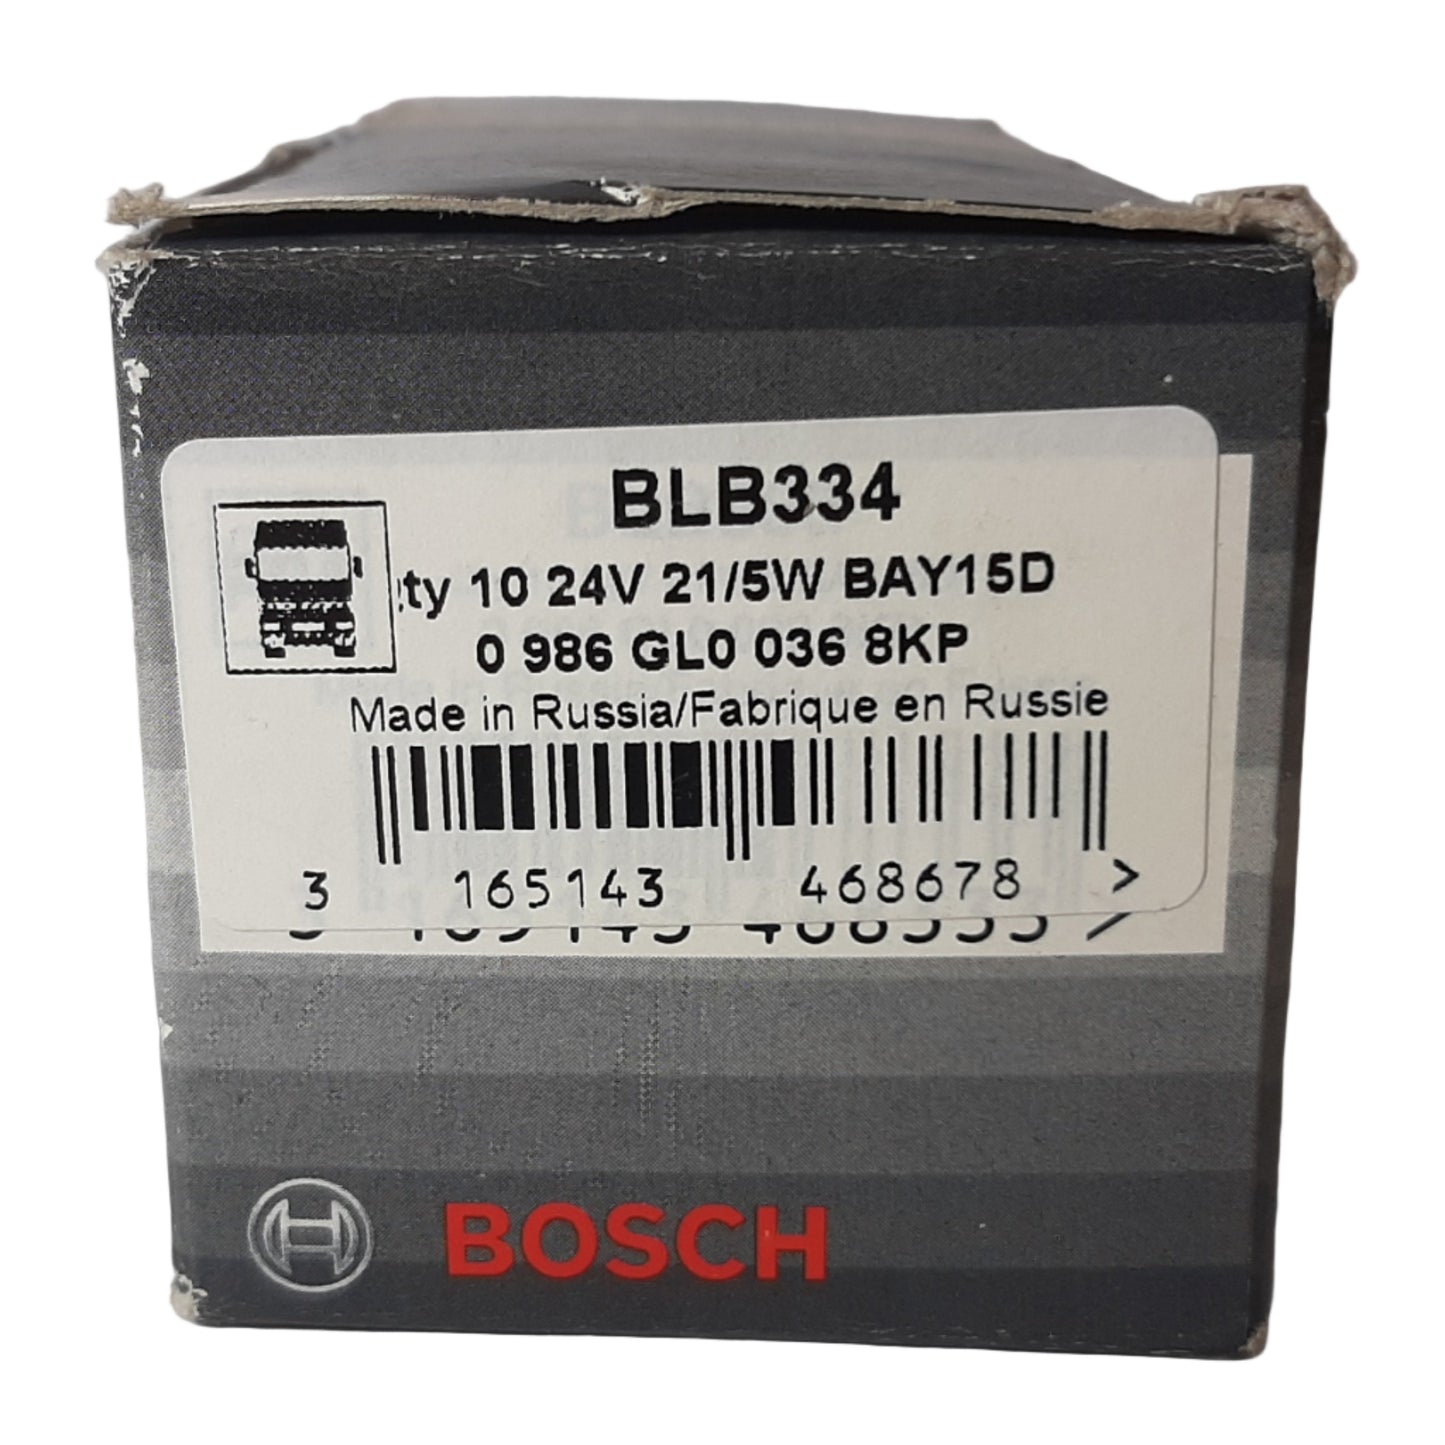 BLB334
ty 10 24V 21/5W BAY15D
0 986 GL0 036 8KP
Made in Russia/Fabrique en Russie
3 165143 468678 >
BOSCH